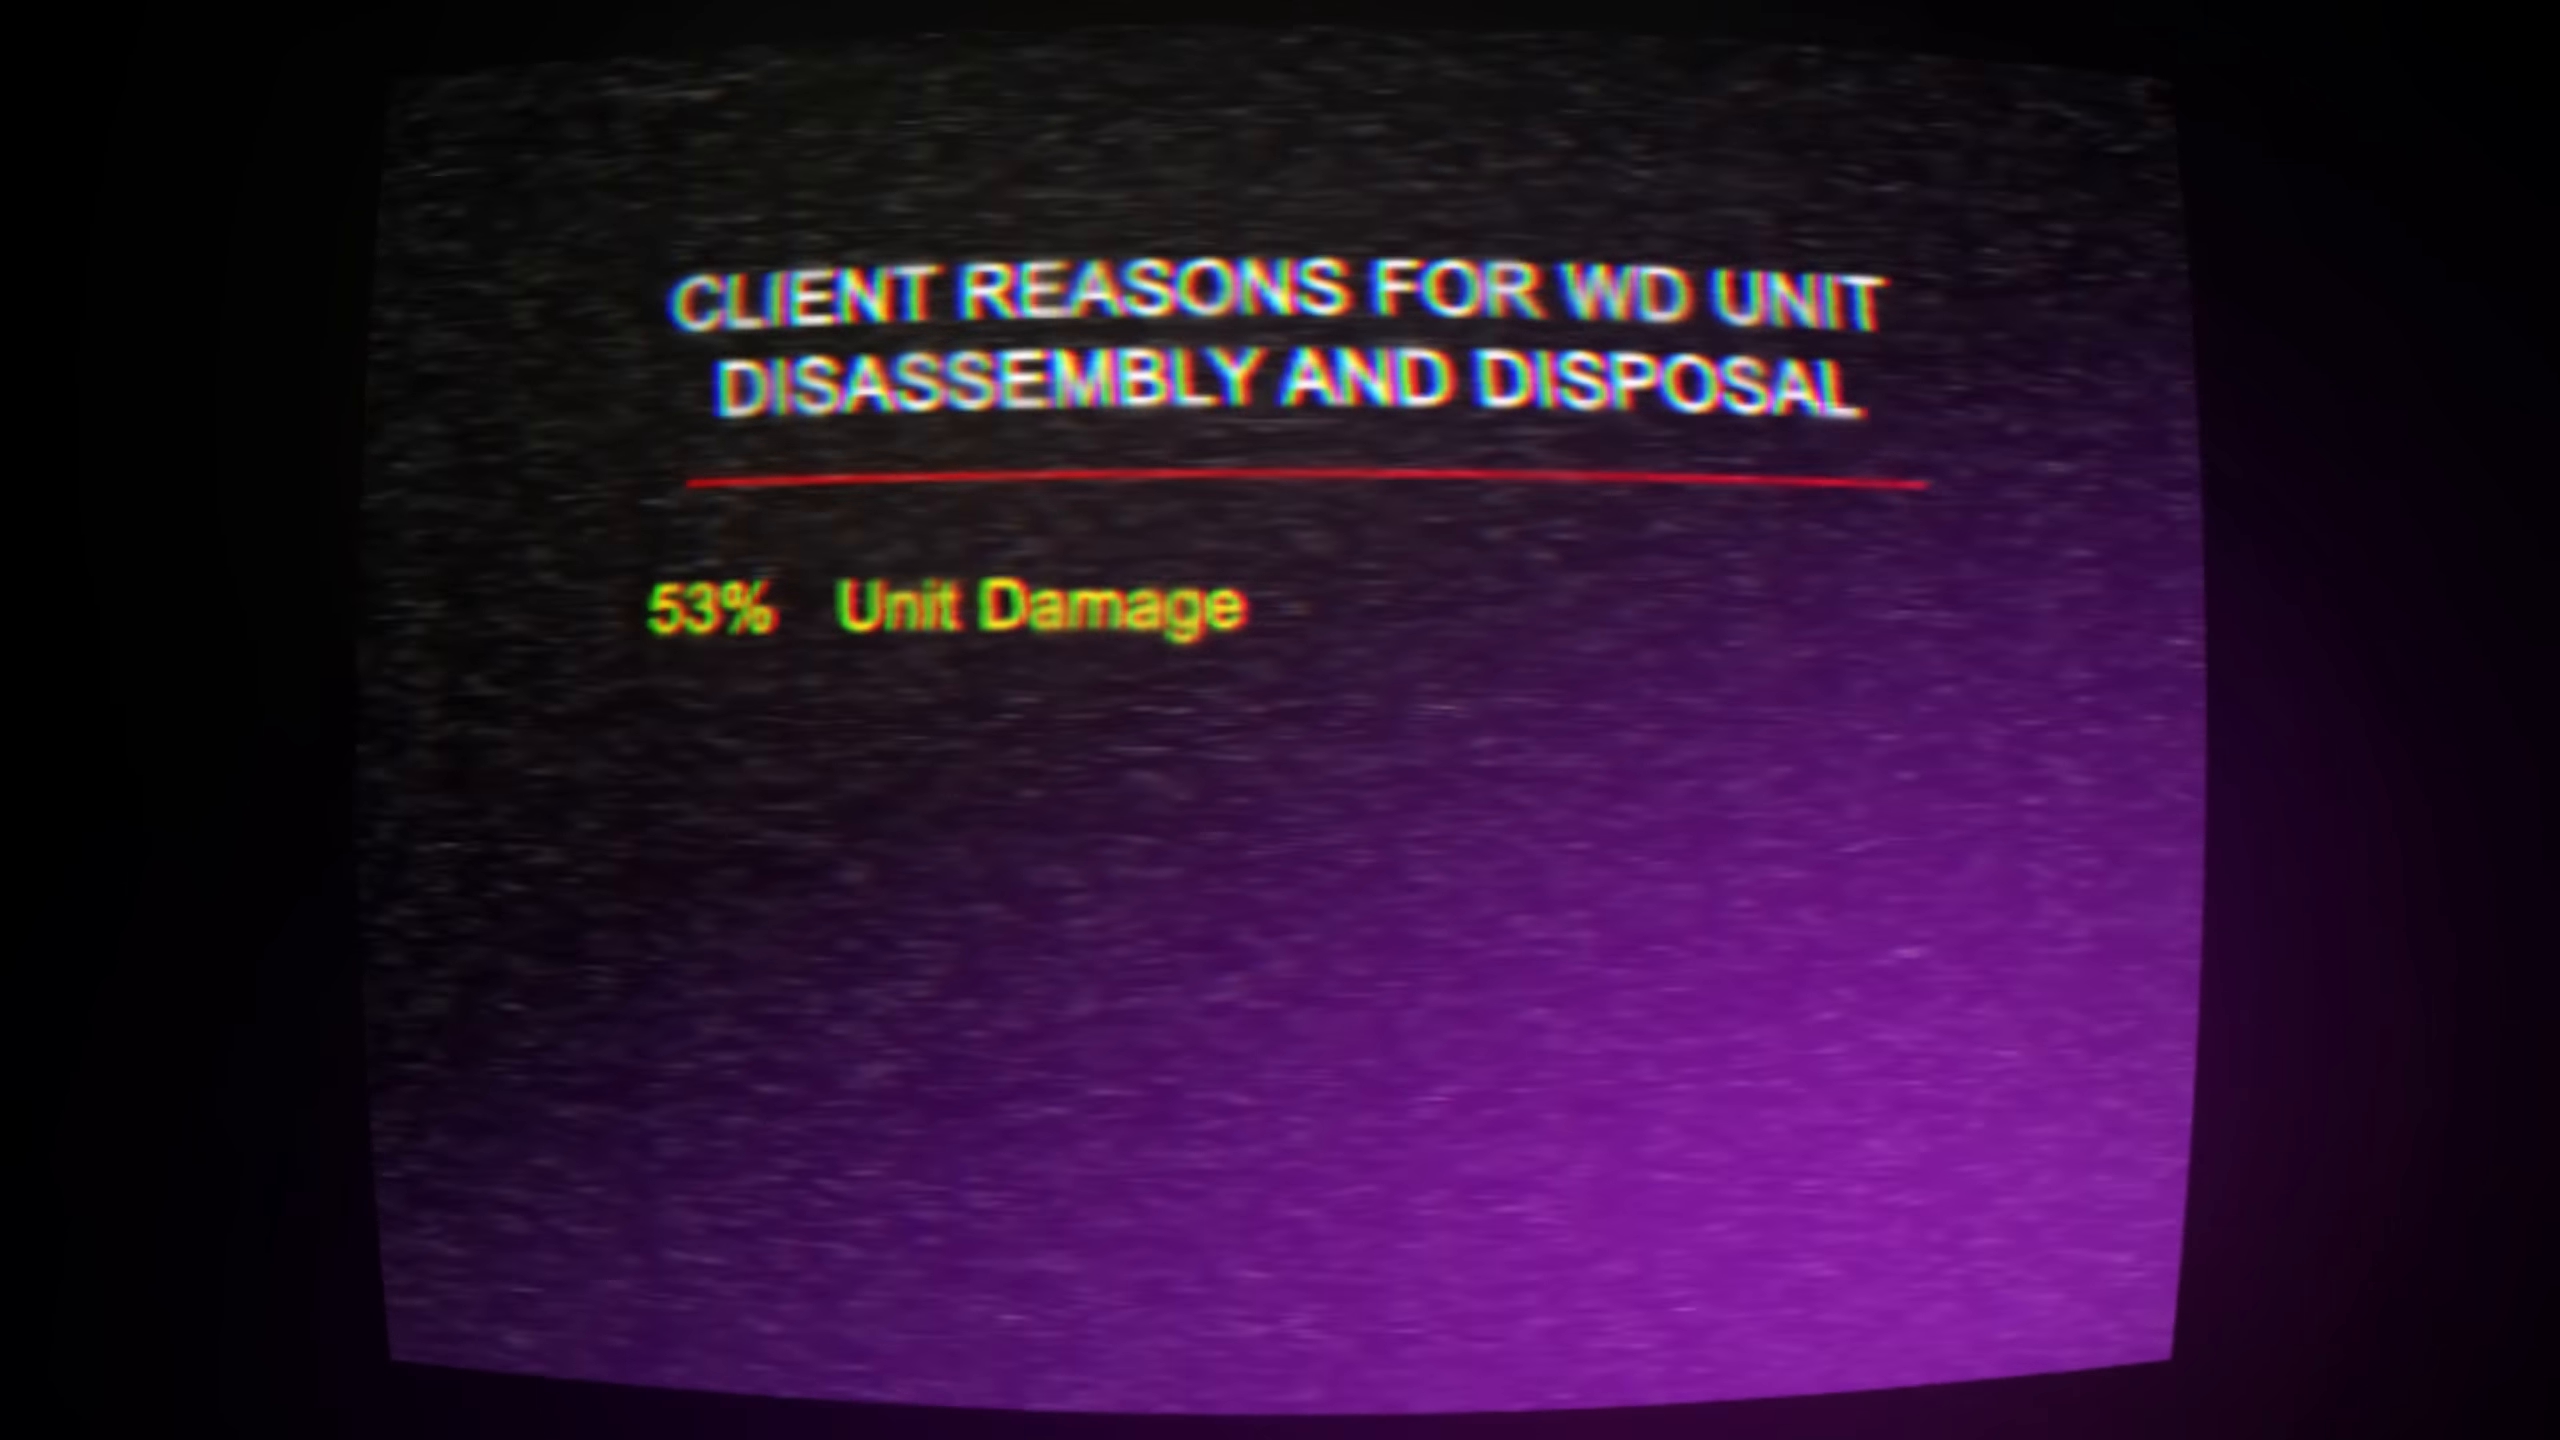 CLIENT REASONS FOR WD UNIT
DISASSEMBLY AND DISPOSAL
53% Unit Damage